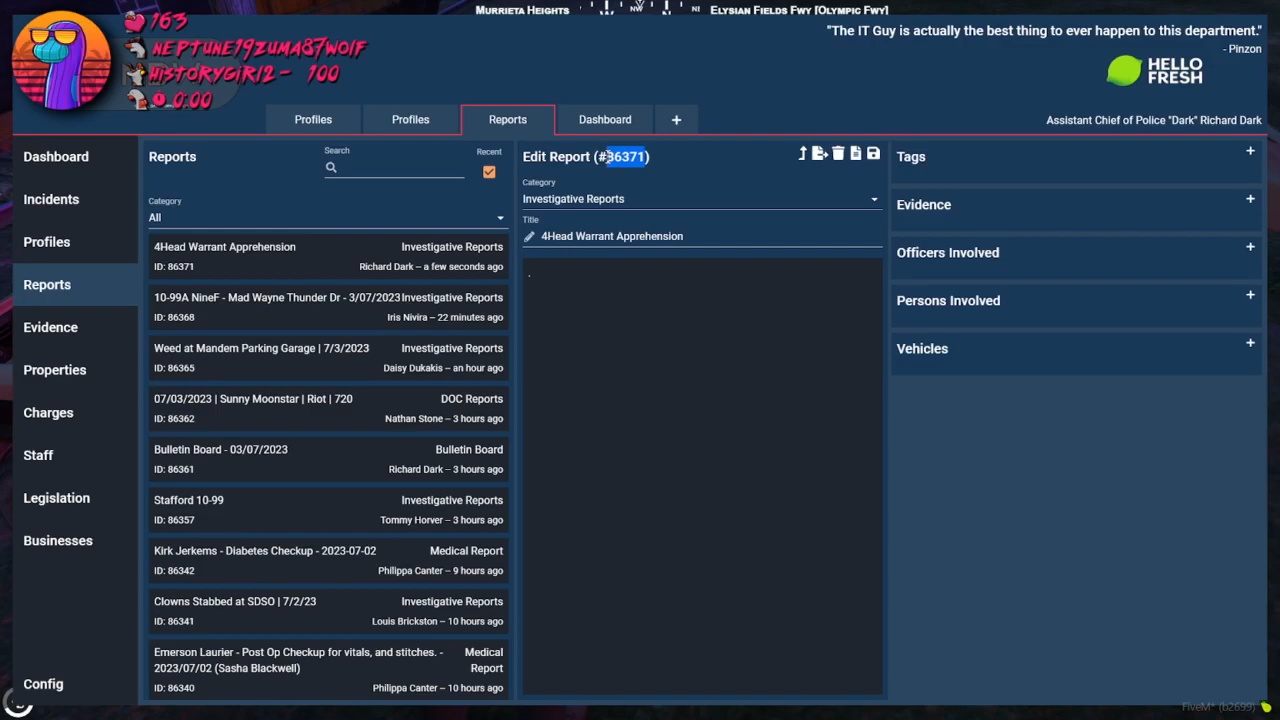 Murrieta Heights
NW
NI
Elysian Fields Fwy [Olympic Fwy]
163
NEPTUNE19ZUMA87WOLF
HISTORYGIRL2 - 100
0:00
"The IT Guy is actually the best thing to ever happen to this department."
- Pinzon
HELLO
FRESH
Profiles
Profiles
Reports
Dashboard
+
Assistant Chief of Police "Dark" Richard Dark
Dashboard
Incidents
Profiles
Reports
Evidence
Properties
Charges
Staff
Legislation
Businesses
Config
Reports
Search
Recent
Category
All
4Head Warrant Apprehension Investigative Reports
ID: 86371 Richard Dark – a few seconds ago
10-99A NineF - Mad Wayne Thunder Dr - 3/07/2023 Investigative Reports
ID: 86368 Iris Nivira – 22 minutes ago
Weed at Mandem Parking Garage | 7/3/2023 Investigative Reports
ID: 86365 Daisy Dukakis – an hour ago
07/03/2023 | Sunny Moonstar | Riot | 720 DOC Reports
ID: 86362 Nathan Stone – 3 hours ago
Bulletin Board - 03/07/2023 Bulletin Board
ID: 86361 Richard Dark – 3 hours ago
Stafford 10-99 Investigative Reports
ID: 86357 Tommy Horver – 3 hours ago
Kirk Jerkems - Diabetes Checkup - 2023-07-02 Medical Report
ID: 86342 Philippa Canter – 9 hours ago
Clowns Stabbed at SDSO | 7/2/23 Investigative Reports
ID: 86341 Louis Brickston – 10 hours ago
Emerson Laurier - Post Op Checkup for vitals, and stitches. - Medical
2023/07/02 (Sasha Blackwell) Report
ID: 86340 Philippa Canter – 10 hours ago
Edit Report (#86371)
Category
Investigative Reports
Title
4Head Warrant Apprehension
.
Tags +
Evidence +
Officers Involved +
Persons Involved +
Vehicles +
FiveM* (b2699)